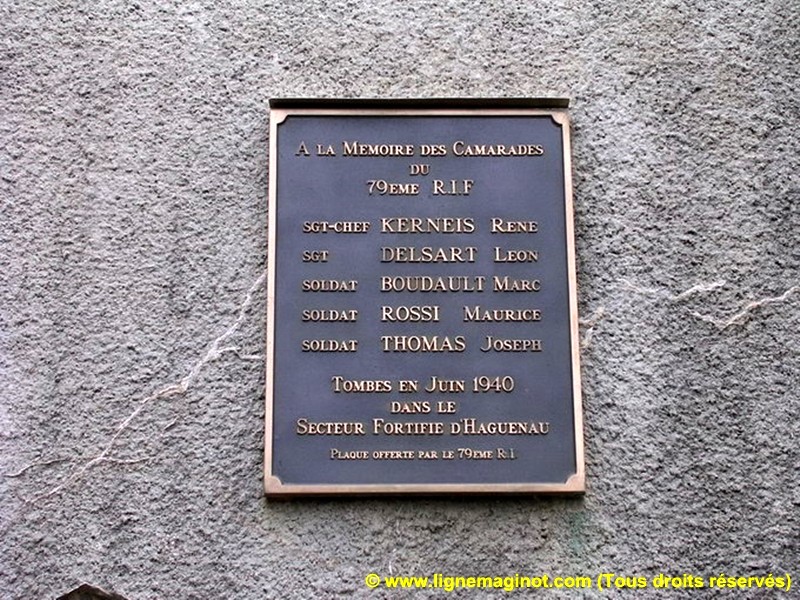 A LA MEMOIRE DES CAMARADES
DU
79EME R.I.F
SGT-CHEF KERNEIS RENE
SGT DELSART LEON
SOLDAT BOUDAULT MARC
SOLDAT ROSSI MAURICE
SOLDAT THOMAS JOSEPH
TOMBES EN JUIN 1940
DANS LE
SECTEUR FORTIFIE D'HAGUENAU
PLAQUE OFFERTE PAR LE 79EME R.I.
© www.lignemaginot.com (Tous droits réservés)